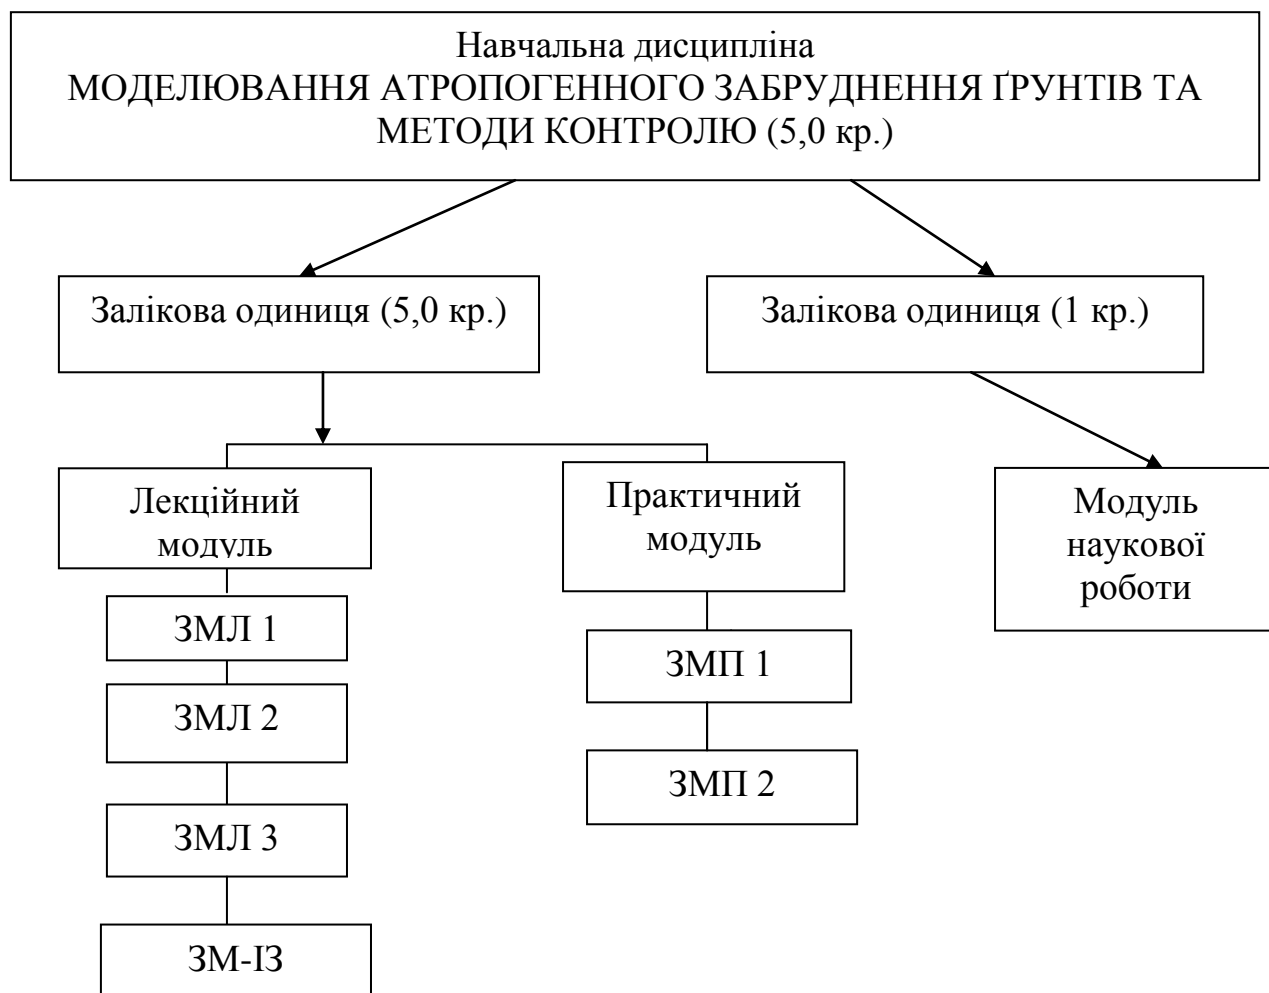 Навчальна дисципліна
МОДЕЛЮВАННЯ АТРОПОГЕННОГО ЗАБРУДНЕННЯ ҐРУНТІВ ТА
МЕТОДИ КОНТРОЛЮ (5,0 кр.)
Залікова одиниця (5,0 кр.)
Залікова одиниця (1 кр.)
Лекційний
модуль
Практичний
модуль
Модуль
наукової
роботи
ЗМЛ 1
ЗМП 1
ЗМЛ 2
ЗМП 2
ЗМЛ 3
ЗМ-ІЗ